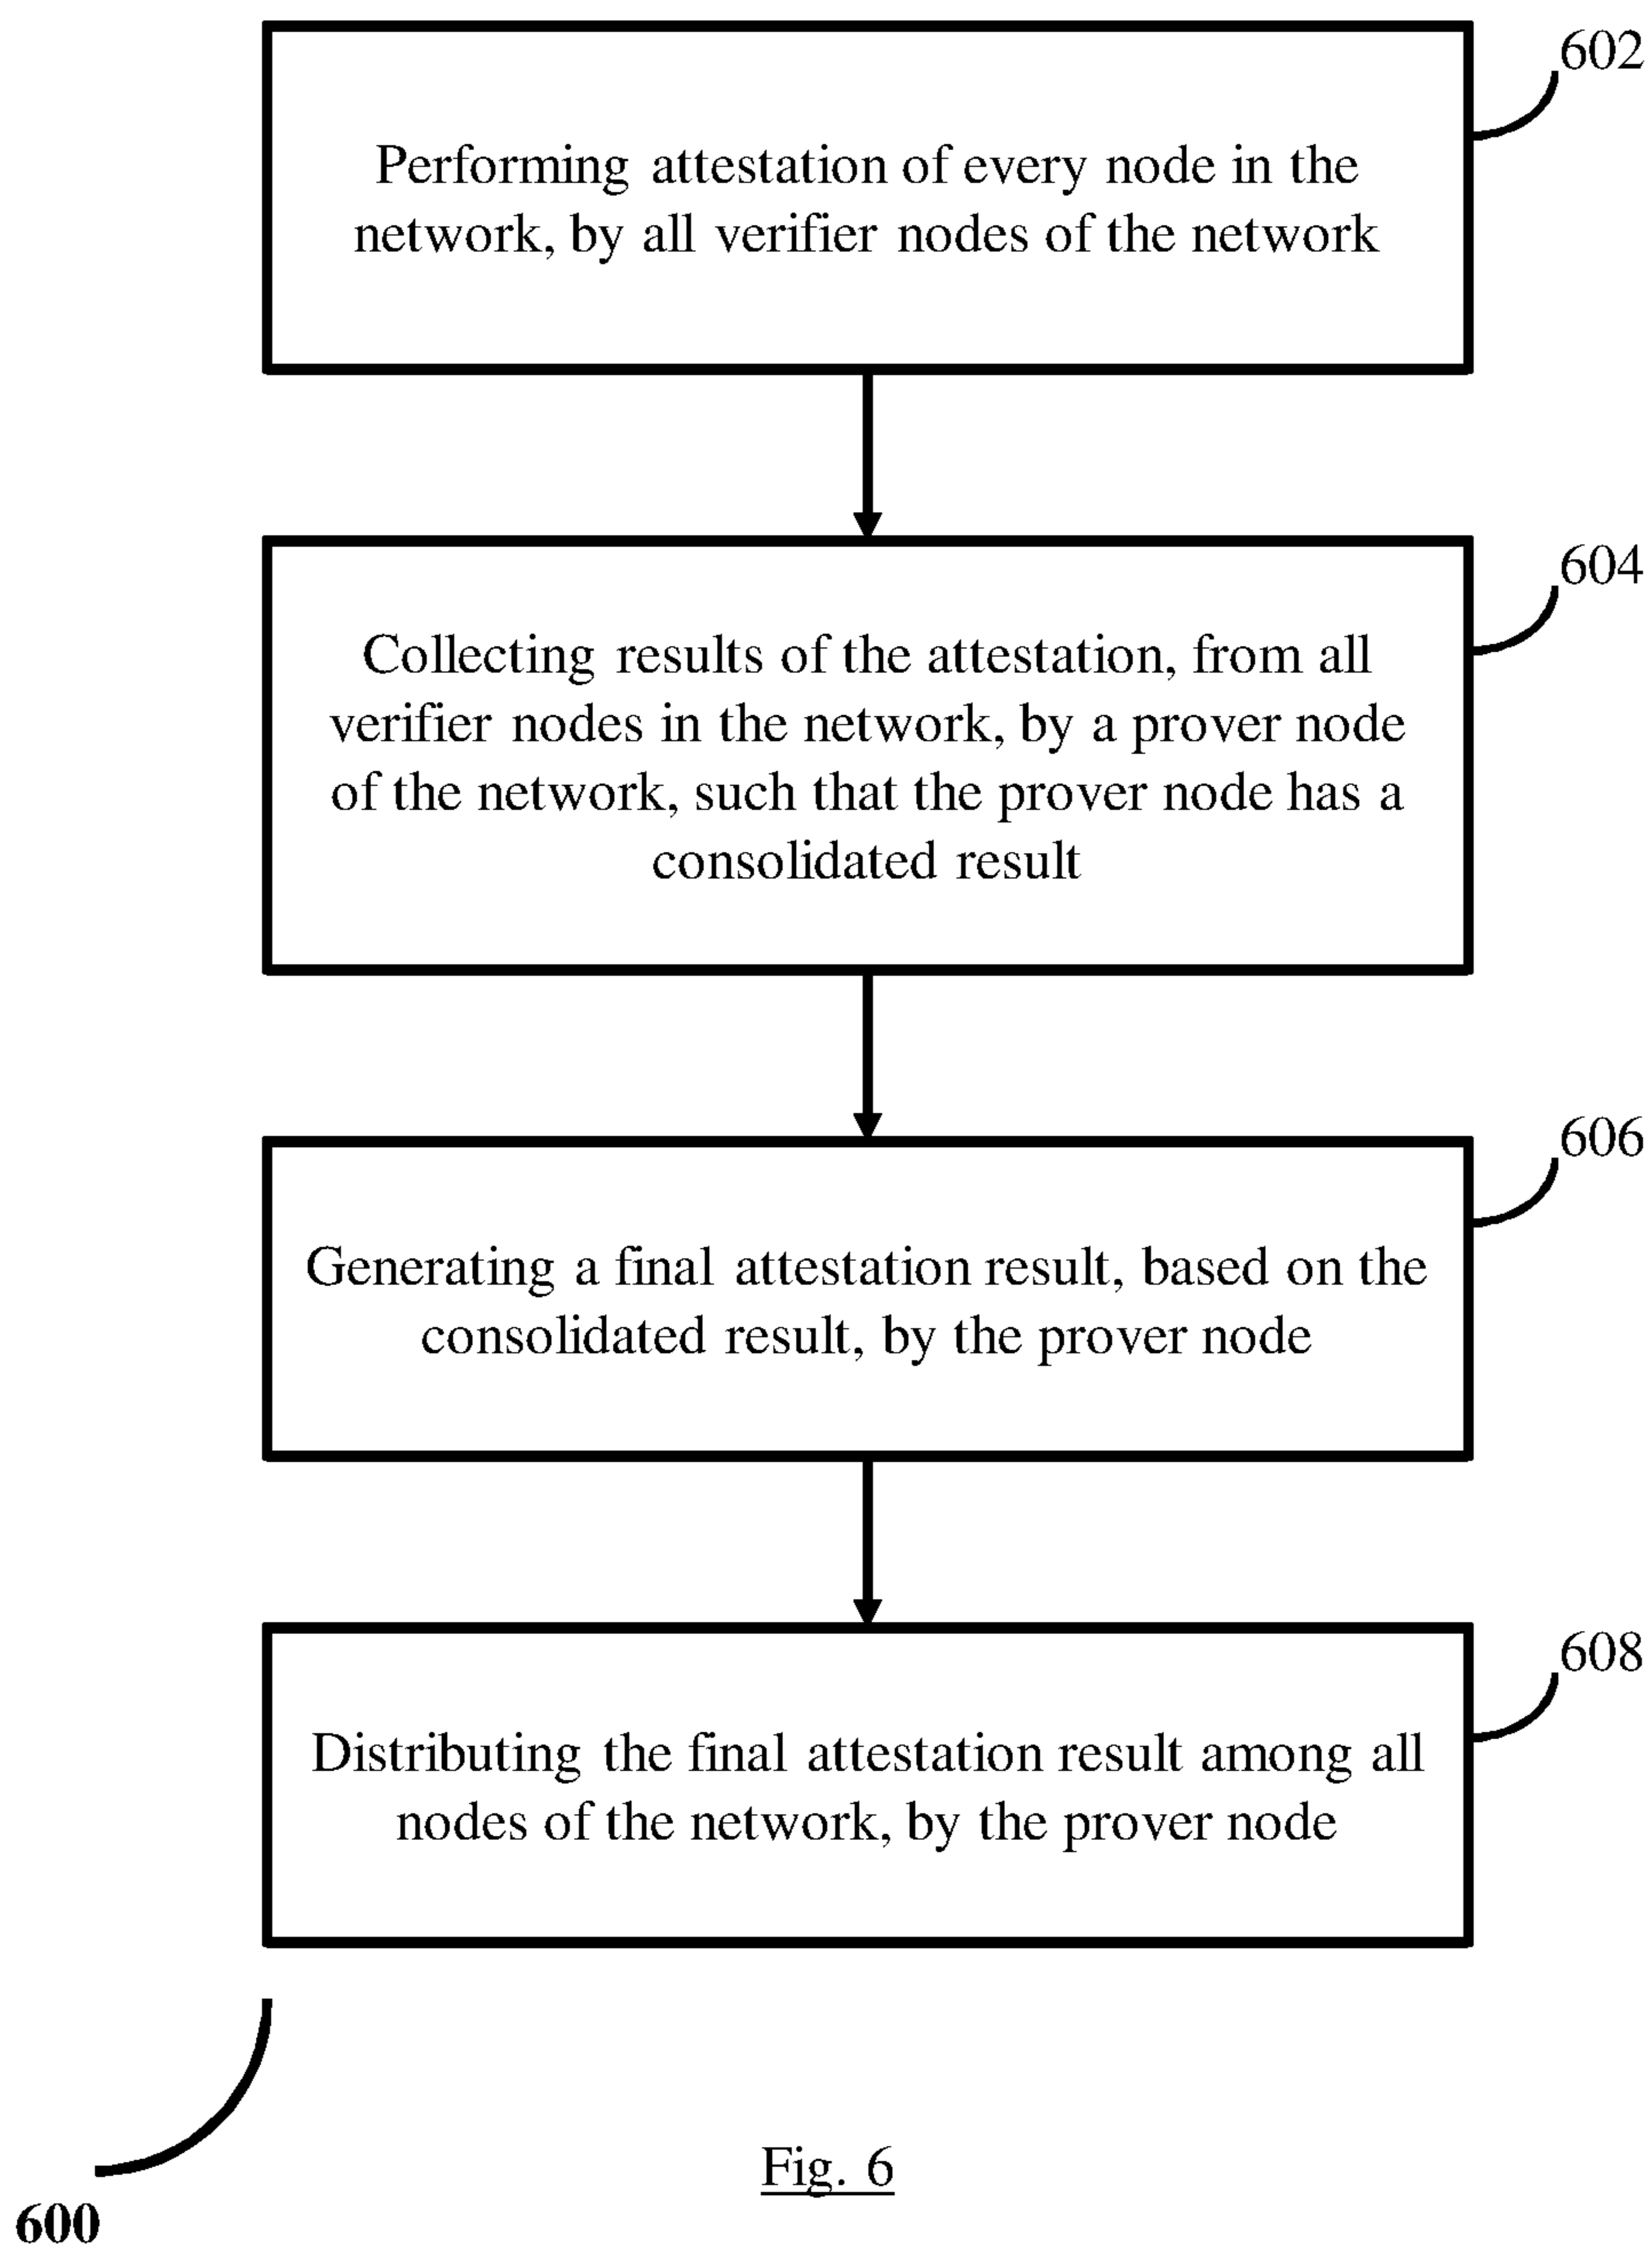 602
Performing attestation of every node in the
network, by all verifier nodes of the network
604
Collecting results of the attestation, from all
verifier nodes in the network, by a prover node
of the network, such that the prover node has a
consolidated result
606
Generating a final attestation result, based on the
consolidated result, by the prover node
608
Distributing the final attestation result among all
nodes of the network, by the prover node
600
Fig. 6